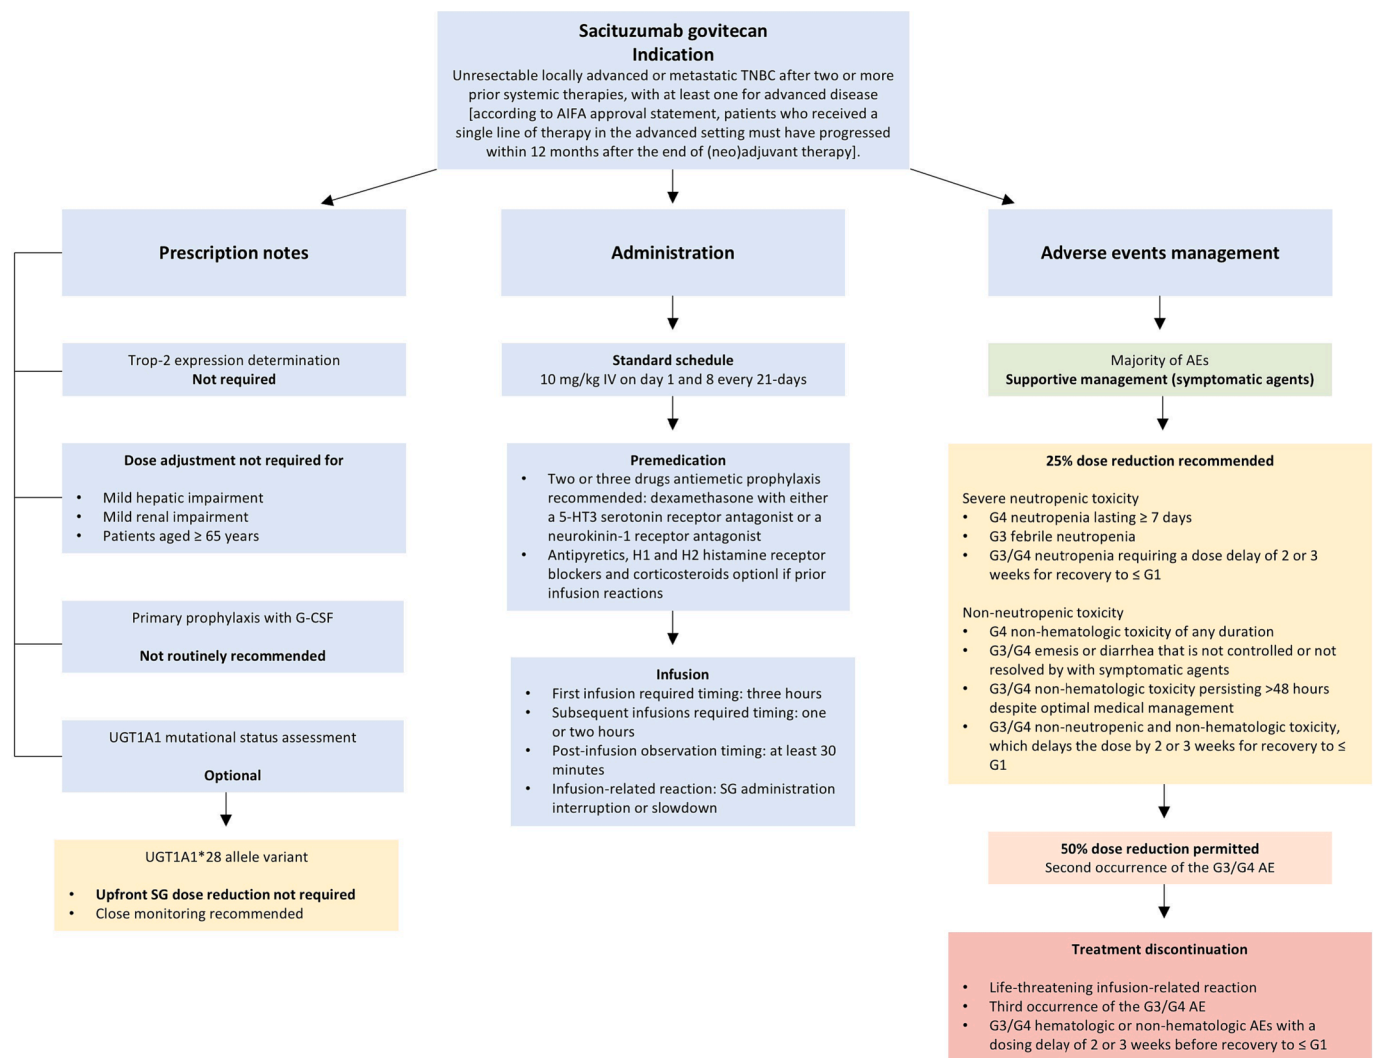 Sacituzumab govitecan
Indication
Unresectable locally advanced or metastatic TNBC after two or more
prior systemic therapies, with at least one for advanced disease
[according to AIFA approval statement, patients who received a
single line of therapy in the advanced setting must have progressed
within 12 months after the end of (neo)adjuvant therapy].
Prescription notes
Trop-2 expression determination
Not required
Dose adjustment not required for
• Mild hepatic impairment
• Mild renal impairment
• Patients aged ≥ 65 years
Primary prophylaxis with G-CSF
Not routinely recommended
UGT1A1 mutational status assessment
Optional
UGT1A1*28 allele variant
• Upfront SG dose reduction not required
• Close monitoring recommended
Administration
Standard schedule
10 mg/kg IV on day 1 and 8 every 21-days
Premedication
• Two or three drugs antiemetic prophylaxis
recommended: dexamethasone with either
a 5-HT3 serotonin receptor antagonist or a
neurokinin-1 receptor antagonist
• Antipyretics, H1 and H2 histamine receptor
blockers and corticosteroids optionl if prior
infusion reactions
Infusion
• First infusion required timing: three hours
• Subsequent infusions required timing: one
or two hours
• Post-infusion observation timing: at least 30
minutes
• Infusion-related reaction: SG administration
interruption or slowdown
Adverse events management
Majority of AEs
Supportive management (symptomatic agents)
25% dose reduction recommended
Severe neutropenic toxicity
• G4 neutropenia lasting ≥ 7 days
• G3 febrile neutropenia
• G3/G4 neutropenia requiring a dose delay of 2 or 3
weeks for recovery to ≤ G1
Non-neutropenic toxicity
• G4 non-hematologic toxicity of any duration
• G3/G4 emesis or diarrhea that is not controlled or not
resolved by with symptomatic agents
• G3/G4 non-hematologic toxicity persisting >48 hours
despite optimal medical management
• G3/G4 non-neutropenic and non-hematologic toxicity,
which delays the dose by 2 or 3 weeks for recovery to ≤
G1
50% dose reduction permitted
Second occurrence of the G3/G4 AE
Treatment discontinuation
• Life-threatening infusion-related reaction
• Third occurrence of the G3/G4 AE
• G3/G4 hematologic or non-hematologic AEs with a
dosing delay of 2 or 3 weeks before recovery to ≤ G1